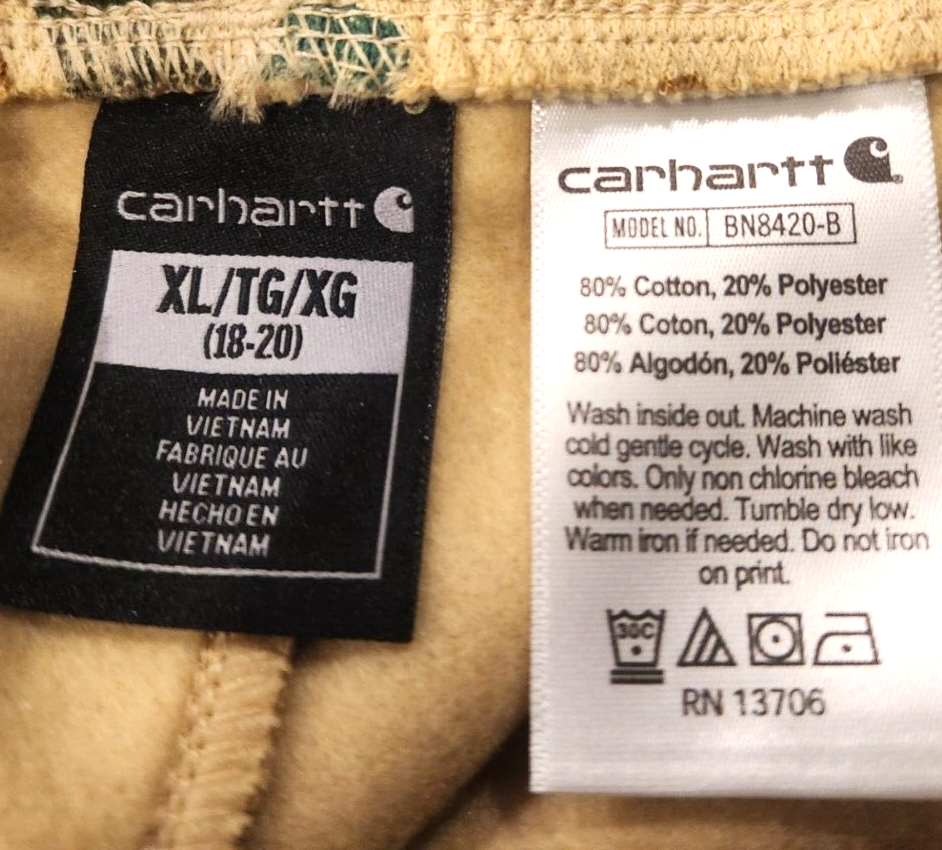 carhartt
XL/TG/XG
(18-20)
MADE IN
VIETNAM
FABRIQUE AU
VIETNAM
HECHO EN
VIETNAM
carhartt
MODEL NO. BN8420-B
80% Cotton, 20% Polyester
80% Coton, 20% Polyester
80% Algodón, 20% Poliéster
Wash inside out. Machine wash
cold gentle cycle. Wash with like
colors. Only non chlorine bleach
when needed. Tumble dry low.
Warm iron if needed. Do not iron
on print.
30C
RN 13706